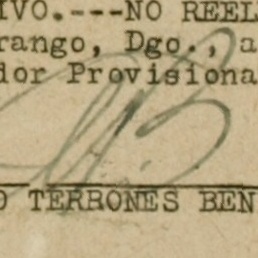 IVO.---NO REEL
rango, Dgo., a
dor Provisiona
O TERRONES BEN